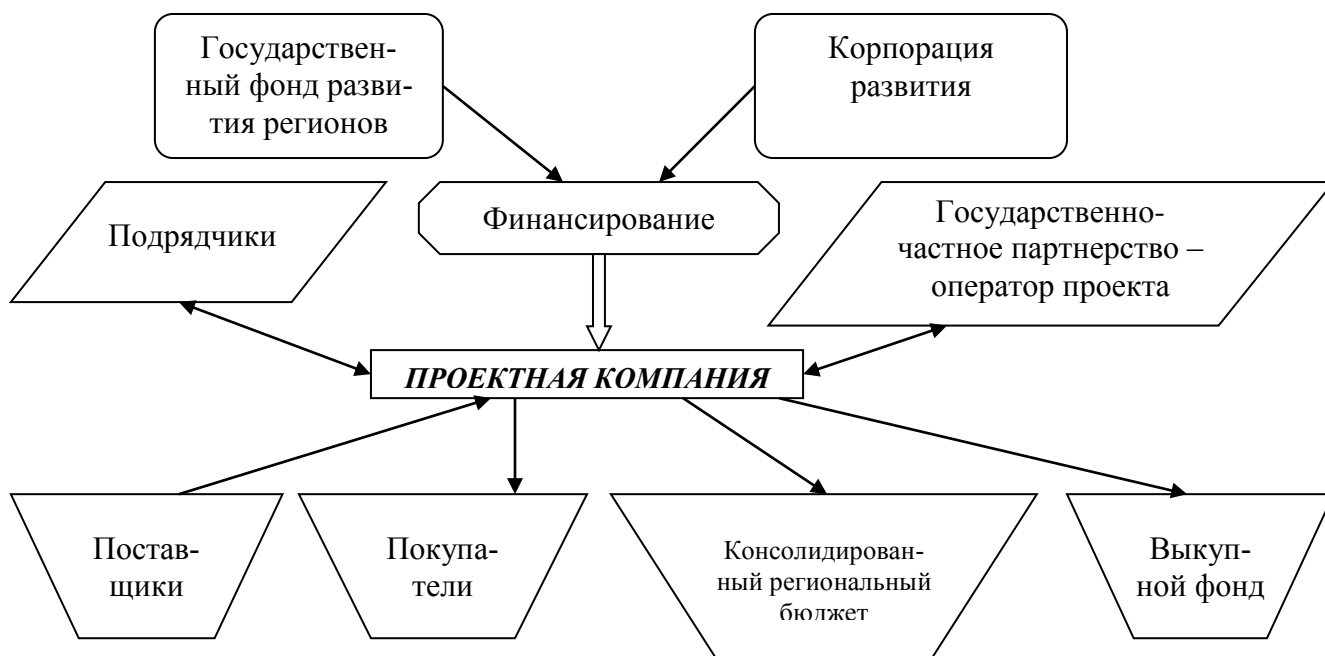 Государствен-
ный фонд разви-
тия регионов
Корпорация
развития
Подрядчики
Финансирование
Государственно-
частное партнерство –
оператор проекта
ПРОЕКТНАЯ КОМПАНИЯ
Постав-
щики
Покупа-
тели
Консолидирован-
ный региональный
бюджет
Выкуп-
ной фонд